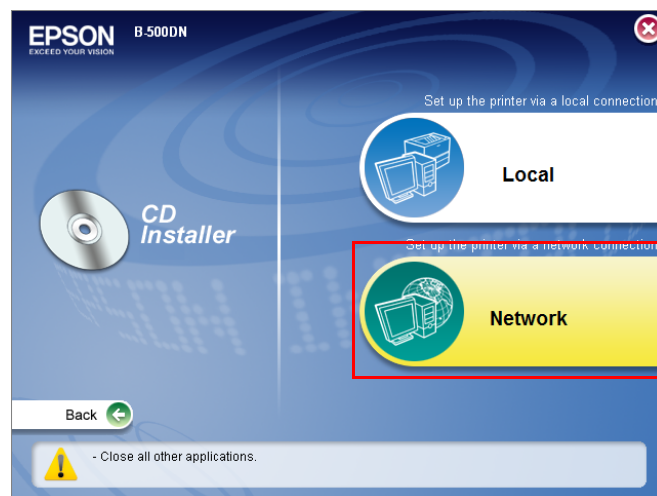 EPSON
EXCEED YOUR VISION
B-500DN
Set up the printer via a local connection
Local
CD
Installer
Set up the printer via a network connection
Network
Back
- Close all other applications.